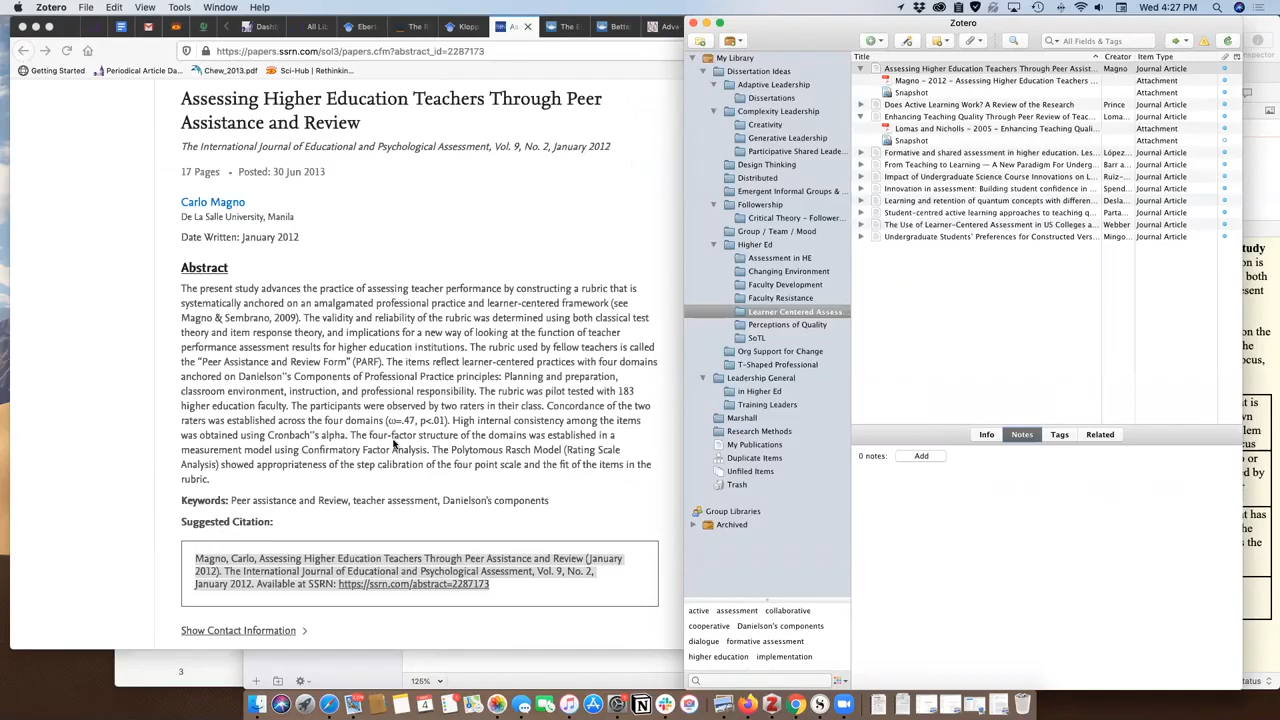 Zotero File Edit View Tools Window Help
Wed 4:27 PM
Dashb
All Lib
Ebert
The R
Klopp
As
The E
Bette
Adva
Zotero
https://papers.ssrn.com/sol3/papers.cfm?abstract_id=2287173
Getting Started
Periodical Article Da...
Chew_2013.pdf
Sci-Hub | Rethinkin...
Assessing Higher Education Teachers Through Peer
Assistance and Review
The International Journal of Educational and Psychological Assessment, Vol. 9, No. 2, January 2012
17 Pages • Posted: 30 Jun 2013
Carlo Magno
De La Salle University, Manila
Date Written: January 2012
Abstract
The present study advances the practice of assessing teacher performance by constructing a rubric that is
systematically anchored on an amalgamated professional practice and learner-centered framework (see
Magno & Sembrano, 2009). The validity and reliability of the rubric was determined using both classical test
theory and item response theory, and implications for a new way of looking at the function of teacher
performance assessment results for higher education institutions. The rubric used by fellow teachers is called
the "Peer Assistance and Review Form" (PARF). The items reflect learner-centered practices with four domains
anchored on Danielson''s Components of Professional Practice principles: Planning and preparation,
classroom environment, instruction, and professional responsibility. The rubric was pilot tested with 183
higher education faculty. The participants were observed by two raters in their class. Concordance of the two
raters was established across the four domains (ω=.47, p<.01). High internal consistency among the items
was obtained using Cronbach''s alpha. The four-factor structure of the domains was established in a
measurement model using Confirmatory Factor Analysis. The Polytomous Rasch Model (Rating Scale
Analysis) showed appropriateness of the step calibration of the four point scale and the fit of the items in the
rubric.
Keywords: Peer assistance and Review, teacher assessment, Danielson's components
Suggested Citation:
Magno, Carlo, Assessing Higher Education Teachers Through Peer Assistance and Review (January
2012). The International Journal of Educational and Psychological Assessment, Vol. 9, No. 2,
January 2012. Available at SSRN: https://ssrn.com/abstract=2287173
Show Contact Information
3
125%
All Fields & Tags
My Library
Dissertation Ideas
Adaptive Leadership
Dissertations
Complexity Leadership
Creativity
Generative Leadership
Participative Shared Leade...
Design Thinking
Distributed
Emergent Informal Groups & ...
Followership
Critical Theory - Follower...
Group / Team / Mood
Higher Ed
Assessment in HE
Changing Environment
Faculty Development
Faculty Resistance
Learner Centered Assess...
Perceptions of Quality
SoTL
Org Support for Change
T-Shaped Professional
Leadership General
in Higher Ed
Training Leaders
Marshall
Research Methods
My Publications
Duplicate Items
Unfiled Items
Trash
Group Libraries
Archived
active assessment collaborative
cooperative Danielson's components
dialogue formative assessment
higher education implementation
Title Creator Item Type
Assessing Higher Education Teachers Through Peer Assist... Magno Journal Article
Magno - 2012 - Assessing Higher Education Teachers ... Attachment
Snapshot Attachment
Does Active Learning Work? A Review of the Research Prince Journal Article
Enhancing Teaching Quality Through Peer Review of Teac... Loma... Journal Article
Lomas and Nicholls - 2005 - Enhancing Teaching Quali... Attachment
Snapshot Attachment
Formative and shared assessment in higher education. Les... López... Journal Article
From Teaching to Learning — A New Paradigm For Underg... Barr a... Journal Article
Impact of Undergraduate Science Course Innovations on L... Ruiz-... Journal Article
Innovation in assessment: Building student confidence in ... Spend... Journal Article
Learning and retention of quantum concepts with differen... Desla... Journal Article
Student-centred active learning approaches to teaching q... Parta... Journal Article
The Use of Learner-Centered Assessment in US Colleges a... Webber Journal Article
Undergraduate Students' Preferences for Constructed Vers... Mingo... Journal Article
Info Notes Tags Related
0 notes: Add